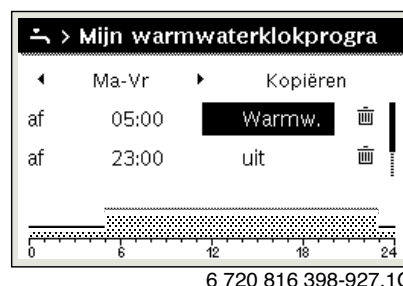 > Mijn warmwaterklokprogra
Ma-Vr Kopiëren
af 05:00 Warmw.
af 23:00 uit
0 6 12 18 24
6 720 816 398-927.10